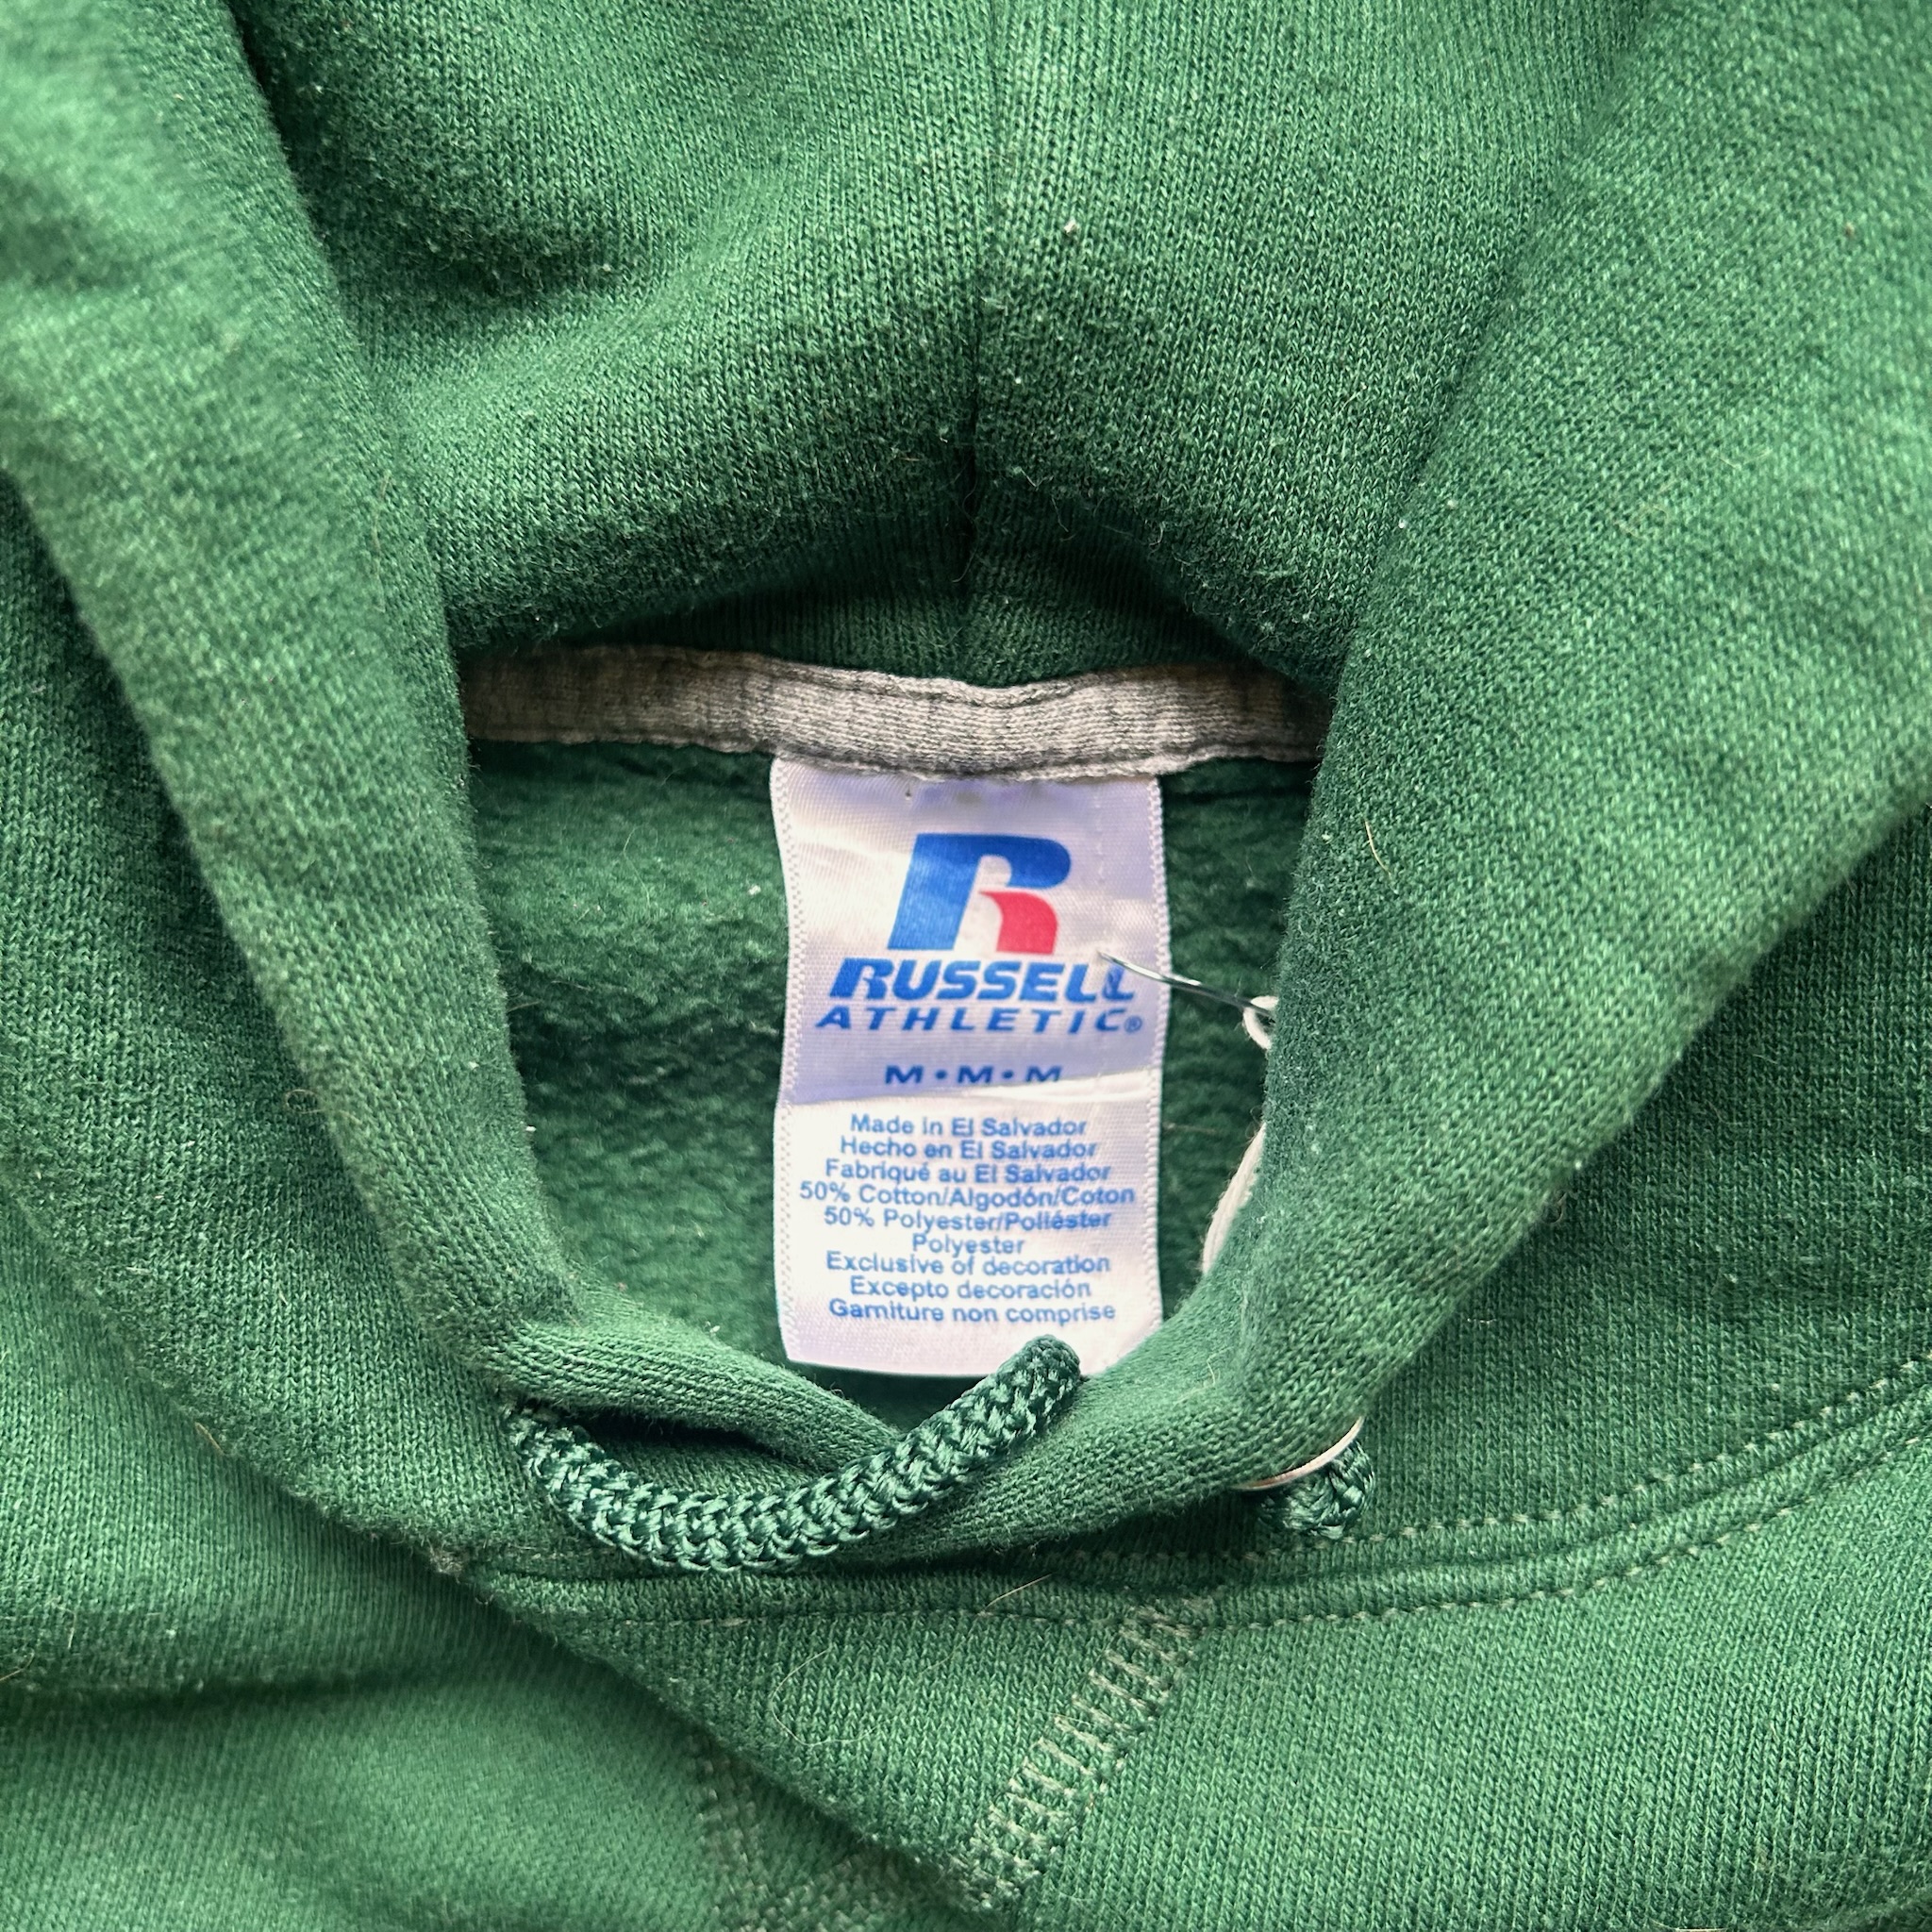 R
RUSSELL
ATHLETIC®
M•M•M
Made in El Salvador
Hecho en El Salvador
Fabriqué au El Salvador
50% Cotton/Algodón/Coton
50% Polyester/Poliéster
Polyester
Exclusive of decoration
Excepto decoración
Garniture non comprise